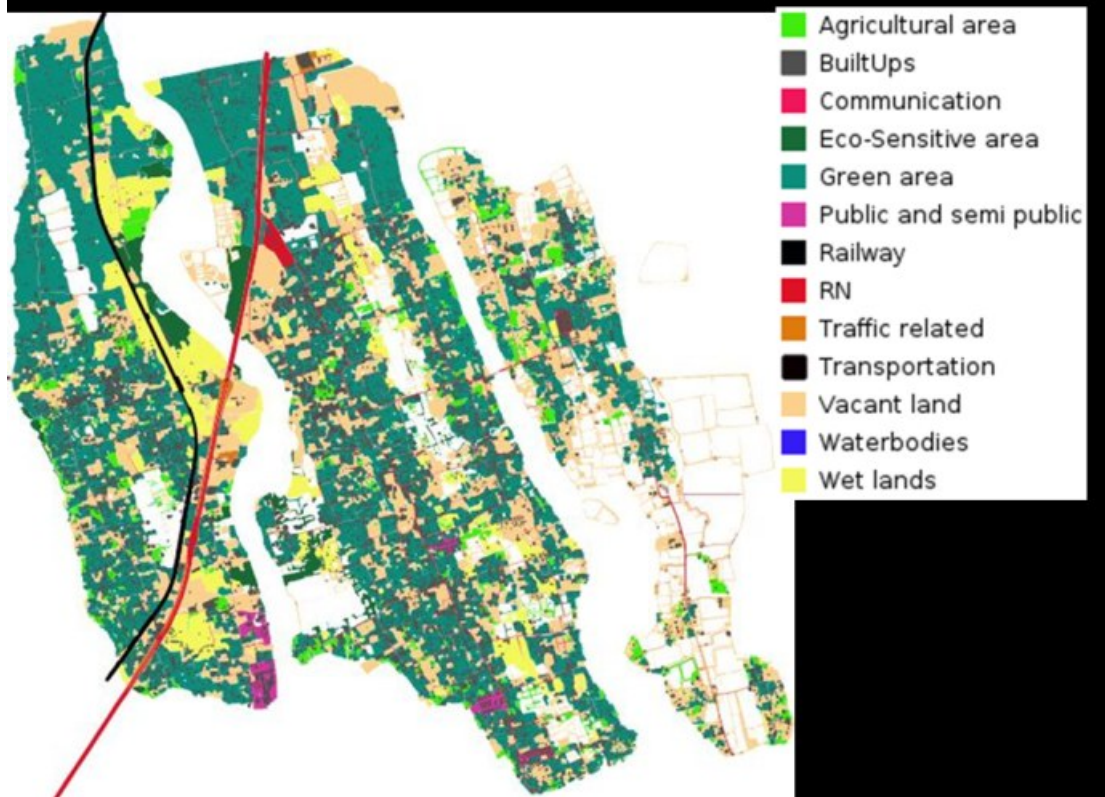 Agricultural area
BuiltUps
Communication
Eco-Sensitive area
Green area
Public and semi public
Railway
RN
Traffic related
Transportation
Vacant land
Waterbodies
Wet lands